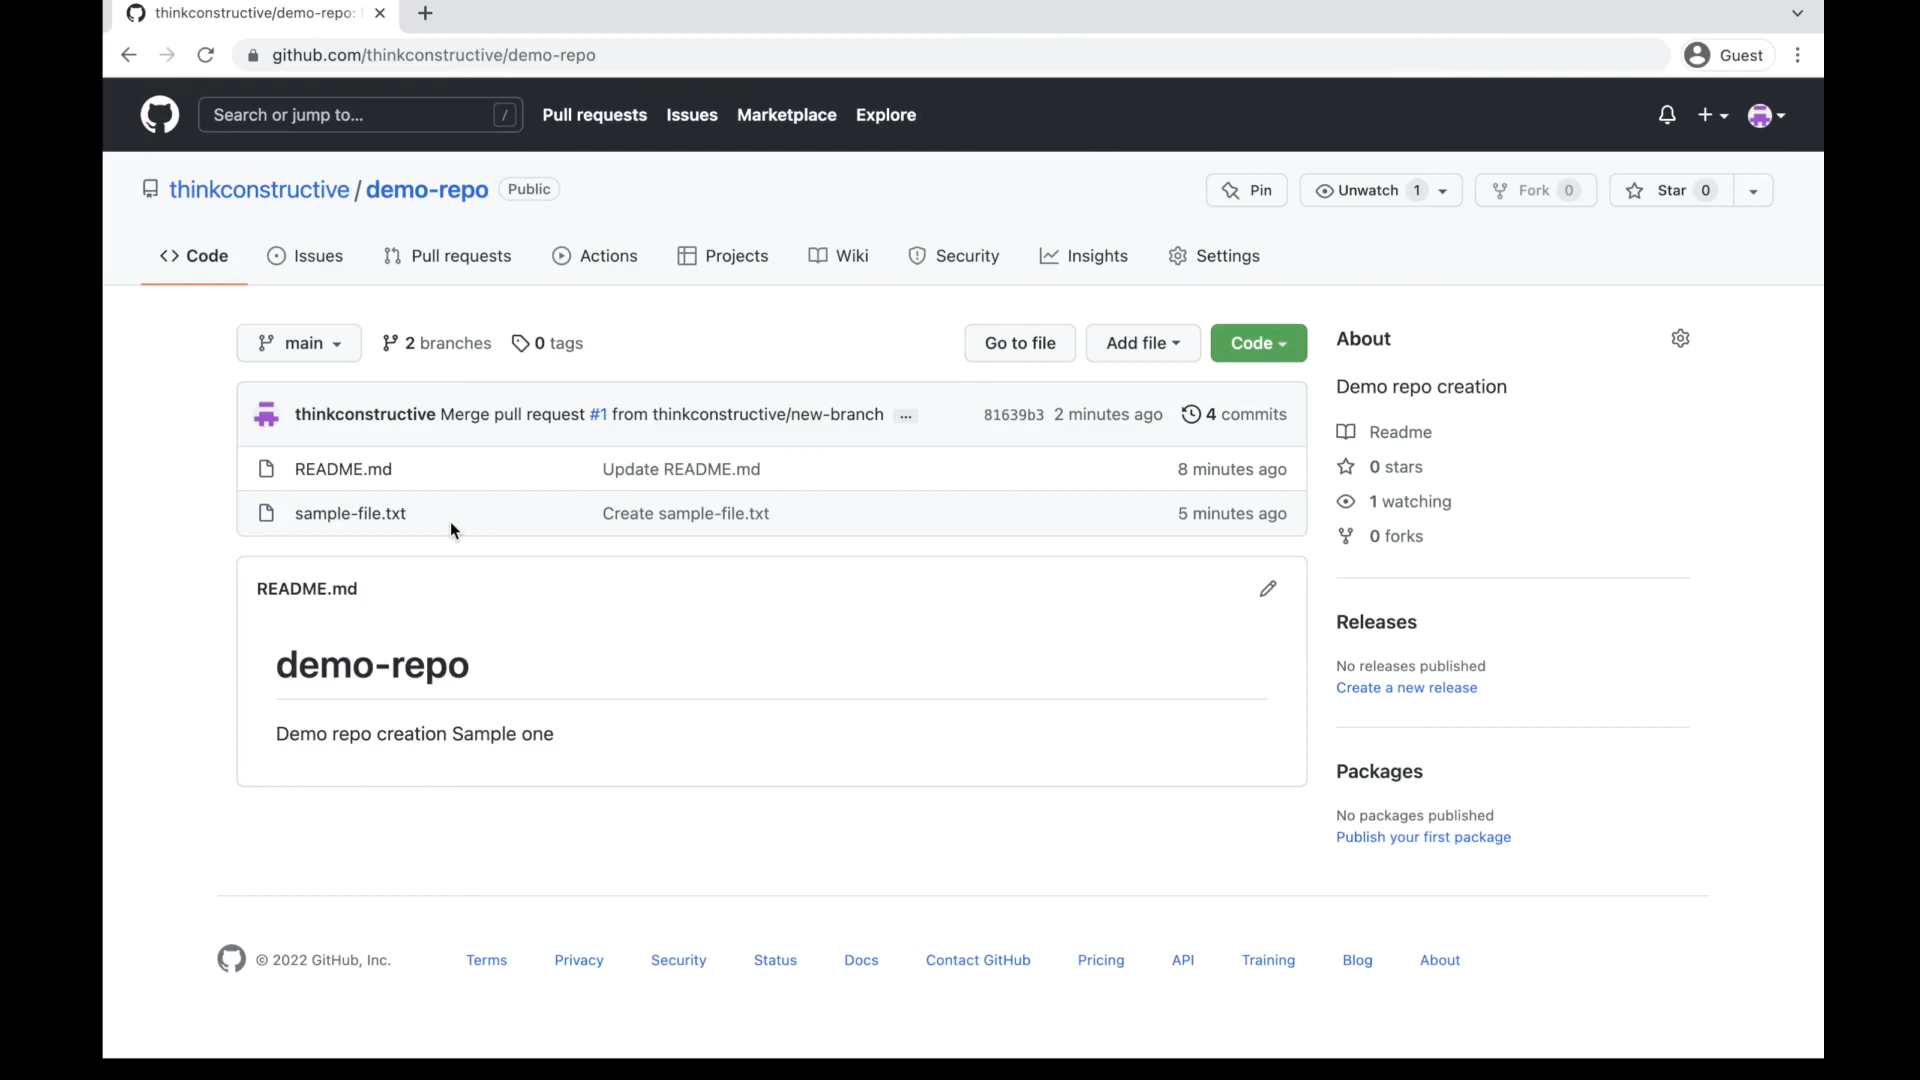 thinkconstructive/demo-repo:
github.com/thinkconstructive/demo-repo
Guest
Search or jump to...
/
Pull requests
Issues
Marketplace
Explore
thinkconstructive / demo-repo
Public
Pin
Unwatch 1
Fork 0
Star 0
Code
Issues
Pull requests
Actions
Projects
Wiki
Security
Insights
Settings
main
2 branches
0 tags
Go to file
Add file
Code
thinkconstructive Merge pull request #1 from thinkconstructive/new-branch ...
81639b3 2 minutes ago
4 commits
README.md
Update README.md
8 minutes ago
sample-file.txt
Create sample-file.txt
5 minutes ago
README.md
demo-repo
Demo repo creation Sample one
About
Demo repo creation
Readme
0 stars
1 watching
0 forks
Releases
No releases published
Create a new release
Packages
No packages published
Publish your first package
© 2022 GitHub, Inc.
Terms
Privacy
Security
Status
Docs
Contact GitHub
Pricing
API
Training
Blog
About